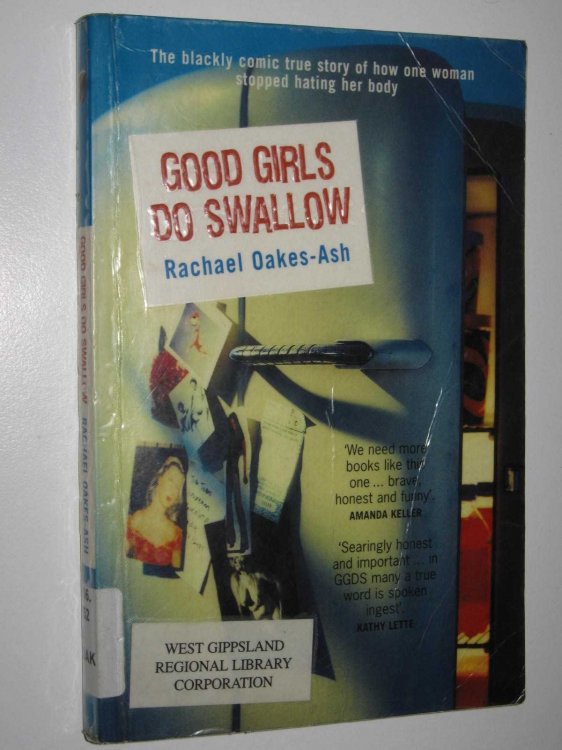 The blackly comic true story of how one woman
stopped hating her body
GOOD GIRLS
DO SWALLOW
Rachael Oakes-Ash
'We need more
books like this
one ... brave,
honest and funny'.
AMANDA KELLER
'Searingly honest
and important ... in
GGDS many a true
word is spoken
ingest'.
KATHY LETTE
WEST GIPPSLAND
REGIONAL LIBRARY
CORPORATION
GOOD GIRLS DO SWALLOW RACHAEL OAKES-ASH